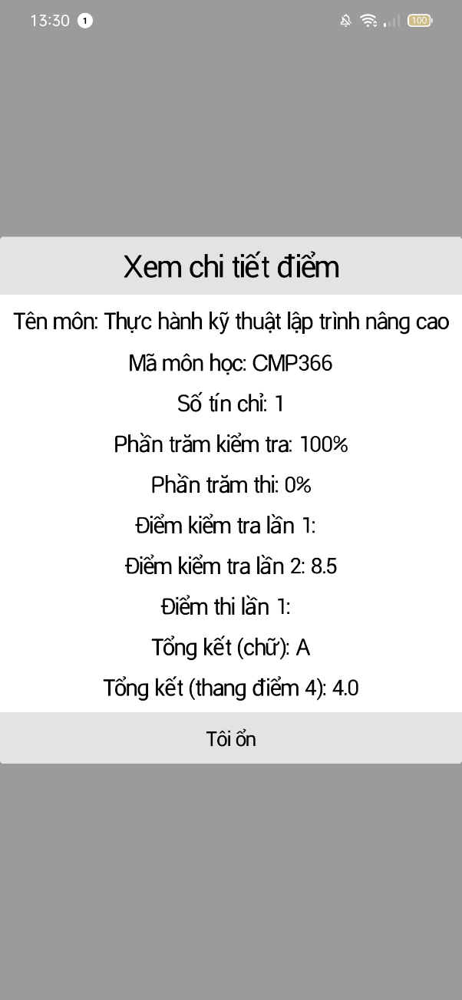 13:30 1 100
Xem chi tiết điểm
Tên môn: Thực hành kỹ thuật lập trình nâng cao
Mã môn học: CMP366
Số tín chỉ: 1
Phần trăm kiểm tra: 100%
Phần trăm thi: 0%
Điểm kiểm tra lần 1:
Điểm kiểm tra lần 2: 8.5
Điểm thi lần 1:
Tổng kết (chữ): A
Tổng kết (thang điểm 4): 4.0
Tôi ổn